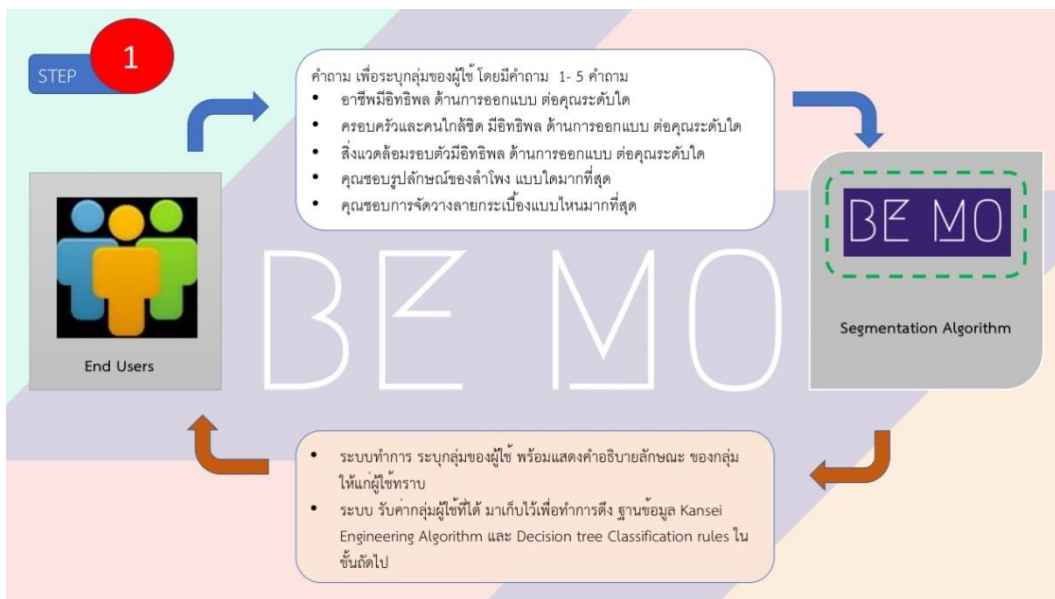 STEP
1
คำถาม เพื่อระบุกลุ่มของผู้ใช้ โดยมีคำถาม 1- 5 คำถาม
• อาชีพมีอิทธิพล ด้านการออกแบบ ต่อคุณระดับใด
• ครอบครัวและคนใกล้ชิด มีอิทธิพล ด้านการออกแบบ ต่อคุณระดับใด
• สิ่งแวดล้อมรอบตัวมีอิทธิพล ด้านการออกแบบ ต่อคุณระดับใด
• คุณชอบรูปลักษณ์ของลำโพง แบบใดมากที่สุด
• คุณชอบการจัดวางลายกระเบื้องแบบไหนมากที่สุด
End Users
BE MO
BE MO
Segmentation Algorithm
• ระบบทำการ ระบุกลุ่มของผู้ใช้ พร้อมแสดงคำอธิบายลักษณะ ของกลุ่ม
ให้แก่ผู้ใช้ทราบ
• ระบบ รับค่ากลุ่มผู้ใช้ที่ได้ มาเก็บไว้เพื่อทำการดึง ฐานข้อมูล Kansei
Engineering Algorithm และ Decision tree Classification rules ใน
ขั้นถัดไป